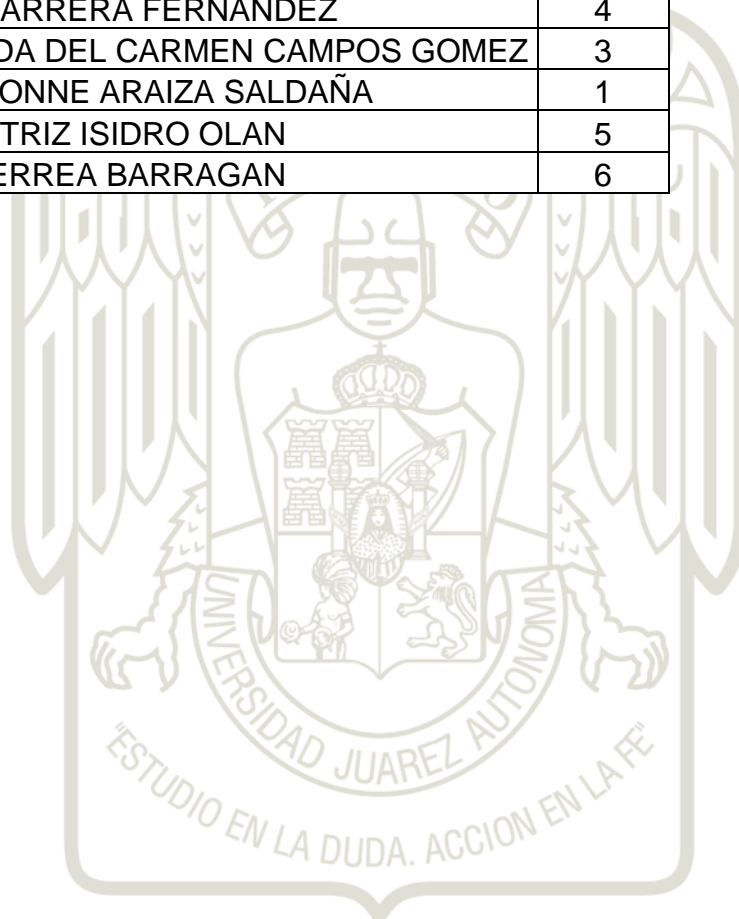 ARRERA FERNANDEZ 4
DA DEL CARMEN CAMPOS GOMEZ 3
ONNE ARAIZA SALDAÑA 1
TRIZ ISIDRO OLAN 5
ERREA BARRAGAN 6
UNIVERSIDAD JUAREZ AUTONOMA
"ESTUDIO EN LA DUDA. ACCION EN LA FE"